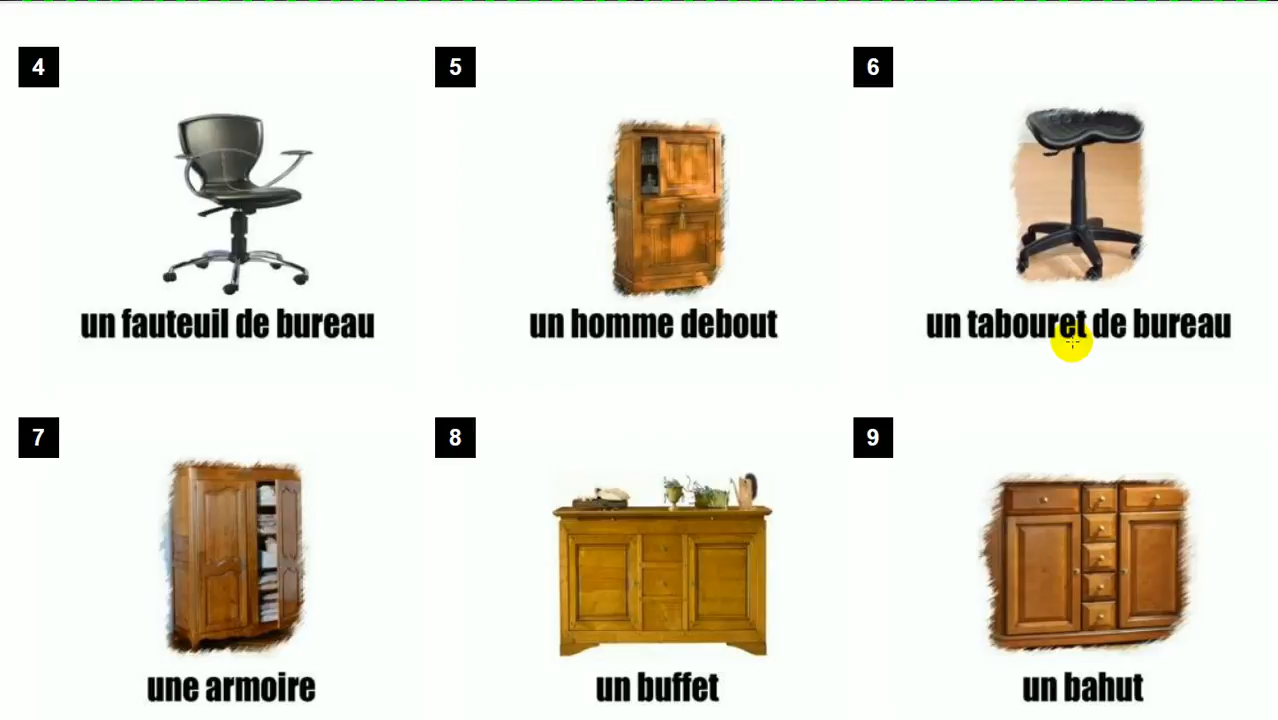 4
5
6
un fauteuil de bureau
un homme debout
un tabouret de bureau
7
8
9
une armoire
un buffet
un bahut